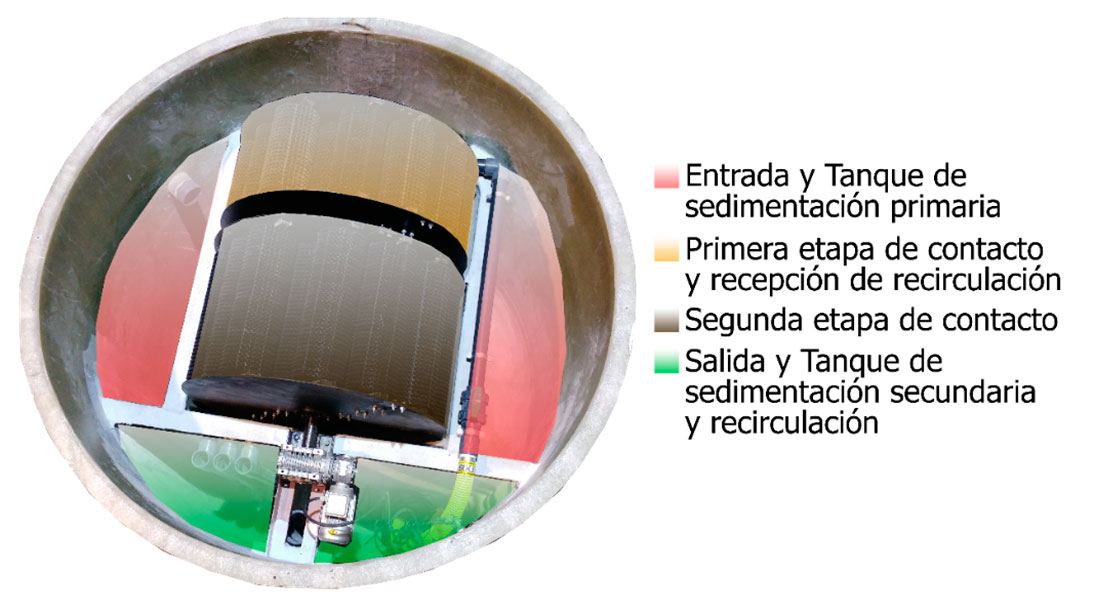 Entrada y Tanque de
sedimentación primaria
Primera etapa de contacto
y recepción de recirculación
Segunda etapa de contacto
Salida y Tanque de
sedimentación secundaria
y recirculación